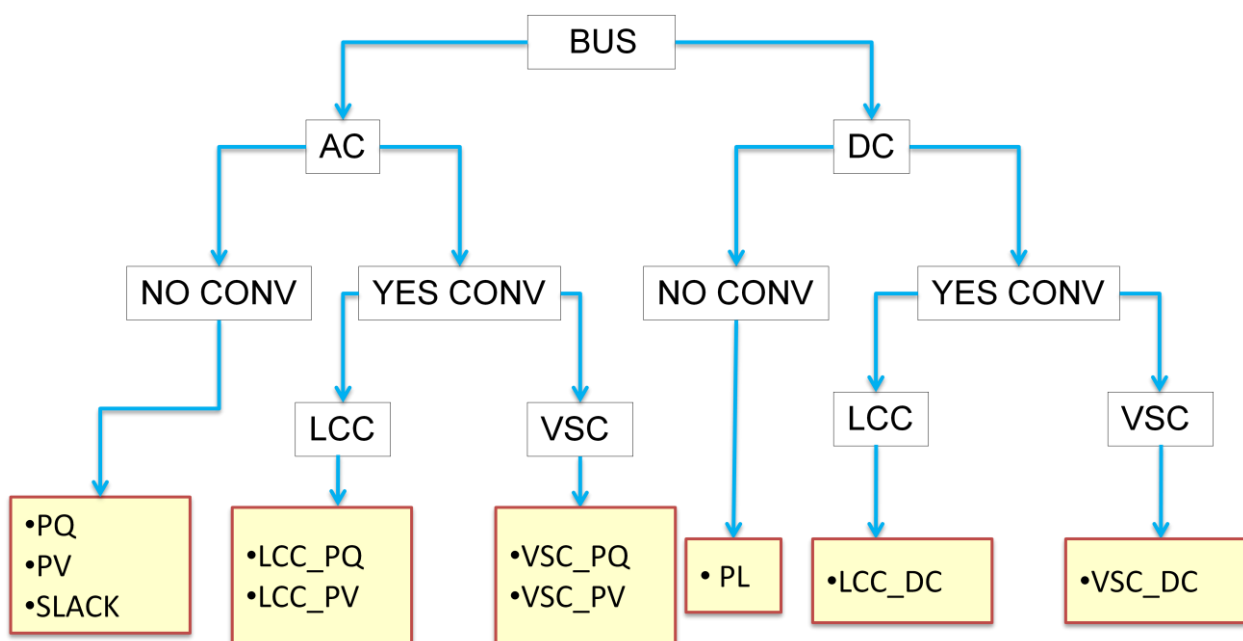 BUS
AC
DC
NO CONV
YES CONV
NO CONV
YES CONV
LCC
VSC
LCC
VSC
•PQ
•PV
•SLACK
•LCC_PQ
•LCC_PV
•VSC_PQ
•VSC_PV
• PL
•LCC_DC
•VSC_DC